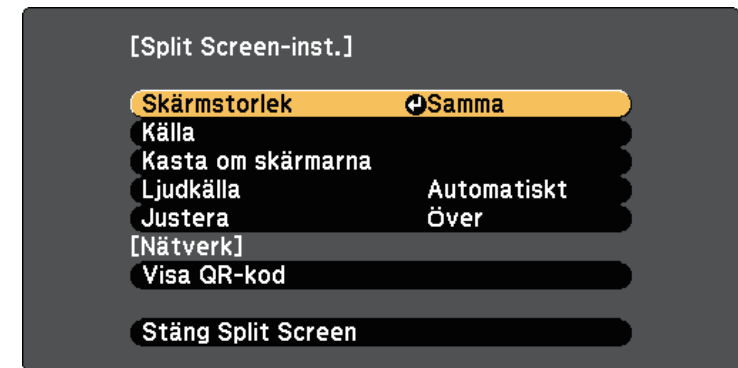 [Split Screen-inst.]
Skärmstorlek Samma
Källa
Kasta om skärmarna
Ljudkälla Automatiskt
Justera Över
[Nätverk]
Visa QR-kod
Stäng Split Screen